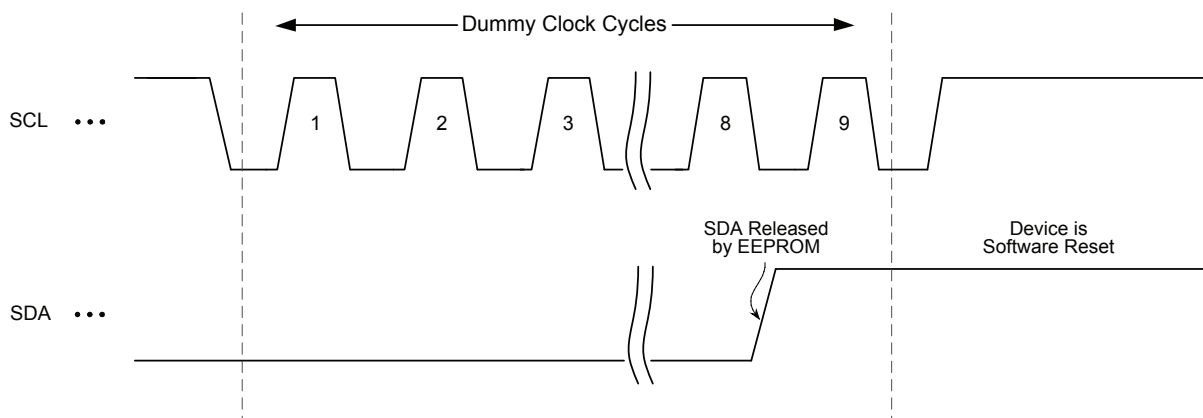 Dummy Clock Cycles
SCL •••
1 2 3 8 9
SDA Released
by EEPROM
Device is
Software Reset
SDA •••